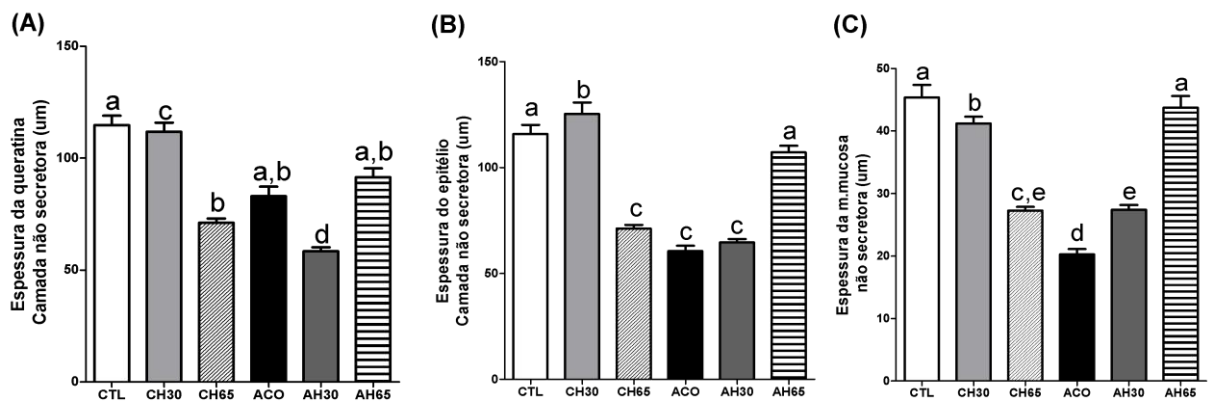 (A)
Espessura da queratina
Camada não secretora (um)
150
100
50
0
a
c
b
a,b
d
a,b
CTL CH30 CH65 ACO AH30 AH65
(B)
Espessura do epitélio
Camada não secretora (um)
150
100
50
0
a
b
c
c
c
a
CTL CH30 CH65 ACO AH30 AH65
(C)
Espessura da m.mucosa
não secretora (um)
50
40
30
20
10
0
a
b
c,e
d
e
a
CTL CH30 CH65 ACO AH30 AH65